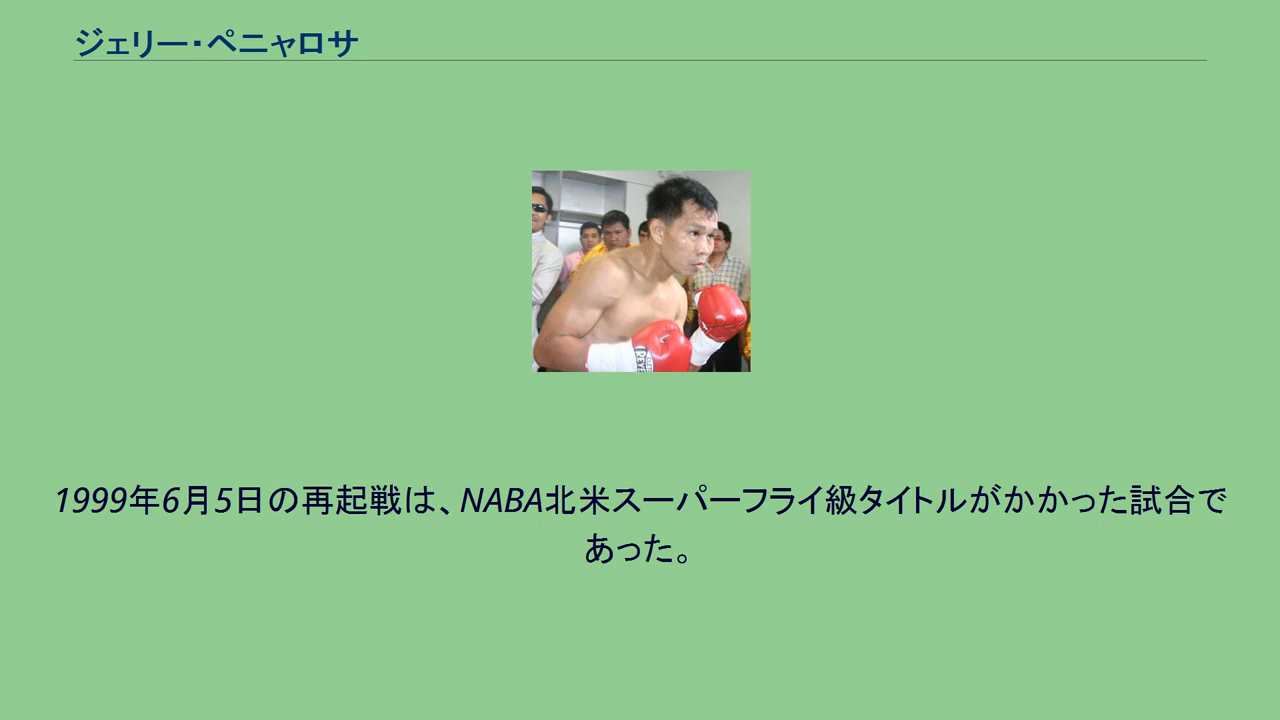 ジェリー・ペニャロサ
1999年6月5日の再起戦は、NABA北米スーパーフライ級タイトルがかかった試合で
あった。